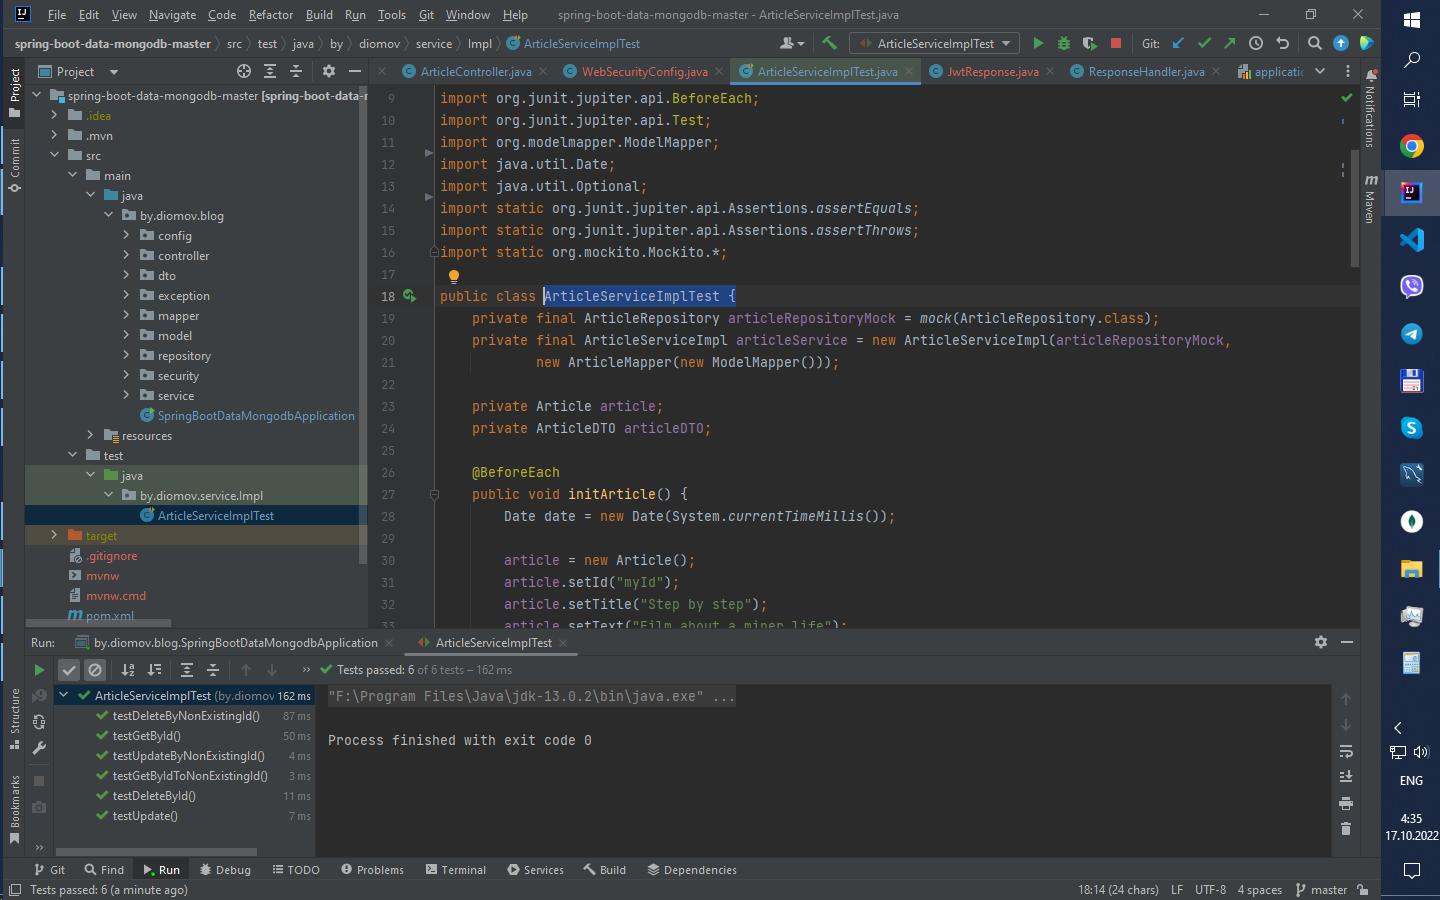 File Edit View Navigate Code Refactor Build Run Tools Git Window Help spring-boot-data-mongodb-master - ArticleServiceImplTest.java
spring-boot-data-mongodb-master src test java by diomov service Impl ArticleServiceImplTest
ArticleServiceImplTest Git:
Project
ArticleController.java WebSecurityConfig.java ArticleServiceImplTest.java JwtResponse.java ResponseHandler.java
Project
Commit
Structure
Bookmarks
spring-boot-data-mongodb-master
.idea
.mvn
src
main
java
by.diomov.blog
config
controller
dto
exception
mapper
model
repository
security
service
SpringBootDataMongodbApplication
resources
test
java
by.diomov.service.Impl
ArticleServiceImplTest
target
.gitignore
mvnw
mvnw.cmd
pom.xml
9 import org.junit.jupiter.api.BeforeEach;
10 import org.junit.jupiter.api.Test;
11 import org.modelmapper.ModelMapper;
12 import java.util.Date;
13 import java.util.Optional;
14 import static org.junit.jupiter.api.Assertions.assertEquals;
15 import static org.junit.jupiter.api.Assertions.assertThrows;
16 import static org.mockito.Mockito.*;
17
18 public class ArticleServiceImplTest {
19 private final ArticleRepository articleRepositoryMock = mock(ArticleRepository.class);
20 private final ArticleServiceImpl articleService = new ArticleServiceImpl(articleRepositoryMock,
21 new ArticleMapper(new ModelMapper()));
22
23 private Article article;
24 private ArticleDTO articleDTO;
25
26 @BeforeEach
27 public void initArticle() {
28 Date date = new Date(System.currentTimeMillis());
29
30 article = new Article();
31 article.setId("myId");
32 article.setTitle("Step by step");
33 article.setText("Film about a miner life");
Notifications
Maven
Run: by.diomov.blog.SpringBootDataMongodbApplication ArticleServiceImplTest
Tests passed: 6 of 6 tests – 162 ms
ArticleServiceImplTest (by.diomov 162 ms
testDeleteByNonExistingId() 87 ms
testGetById() 50 ms
testUpdateByNonExistingId() 4 ms
testGetByIdToNonExistingId() 3 ms
testDeleteById() 11 ms
testUpdate() 7 ms
"F:\Program Files\Java\jdk-13.0.2\bin\java.exe" ...
Process finished with exit code 0
Git Find Run Debug TODO Problems Terminal Services Build Dependencies
Tests passed: 6 (a minute ago) 18:14 (24 chars) LF UTF-8 4 spaces master
ENG
4:35
17.10.2022